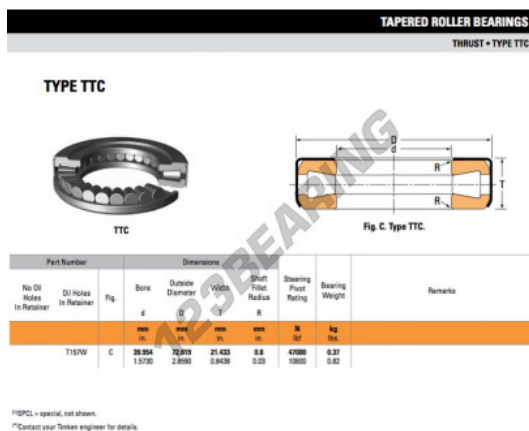 TAPERED ROLLER BEARINGS
THRUST • TYPE TTC
TYPE TTC
TTC
D
d
R
T
R
Fig. C. Type TTC.
123BEARING
Part Number Dimensions
No Oil Holes In Retainer Oil Holes In Retainer Fig. Bore Outside Diameter Width Shaft Fillet Radius Steering Pivot Rating Bearing Weight Remarks
d D T R
mm mm mm mm N kg
in. in. in. in. lbf lbs.
T157W C 39.954 72.619 21.433 0.8 47000 0.37
1.5730 2.8590 0.8438 0.03 10600 0.82
SPCL = special, not shown.
Contact your Timken engineer for details.